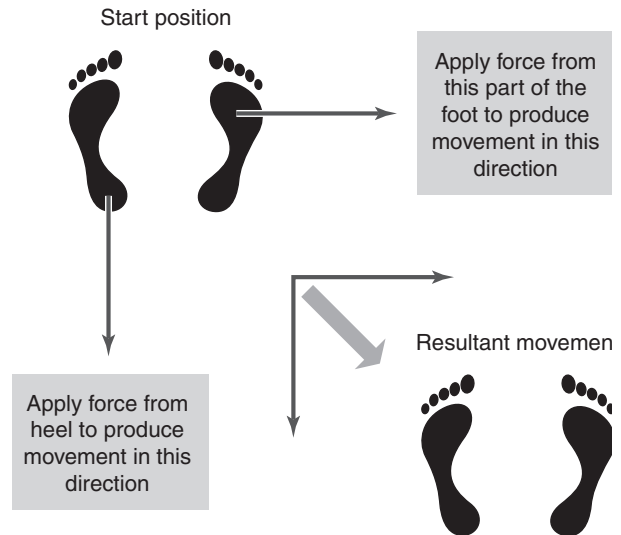 Start position
Apply force from
this part of the
foot to produce
movement in this
direction
Resultant movemen
Apply force from
heel to produce
movement in this
direction